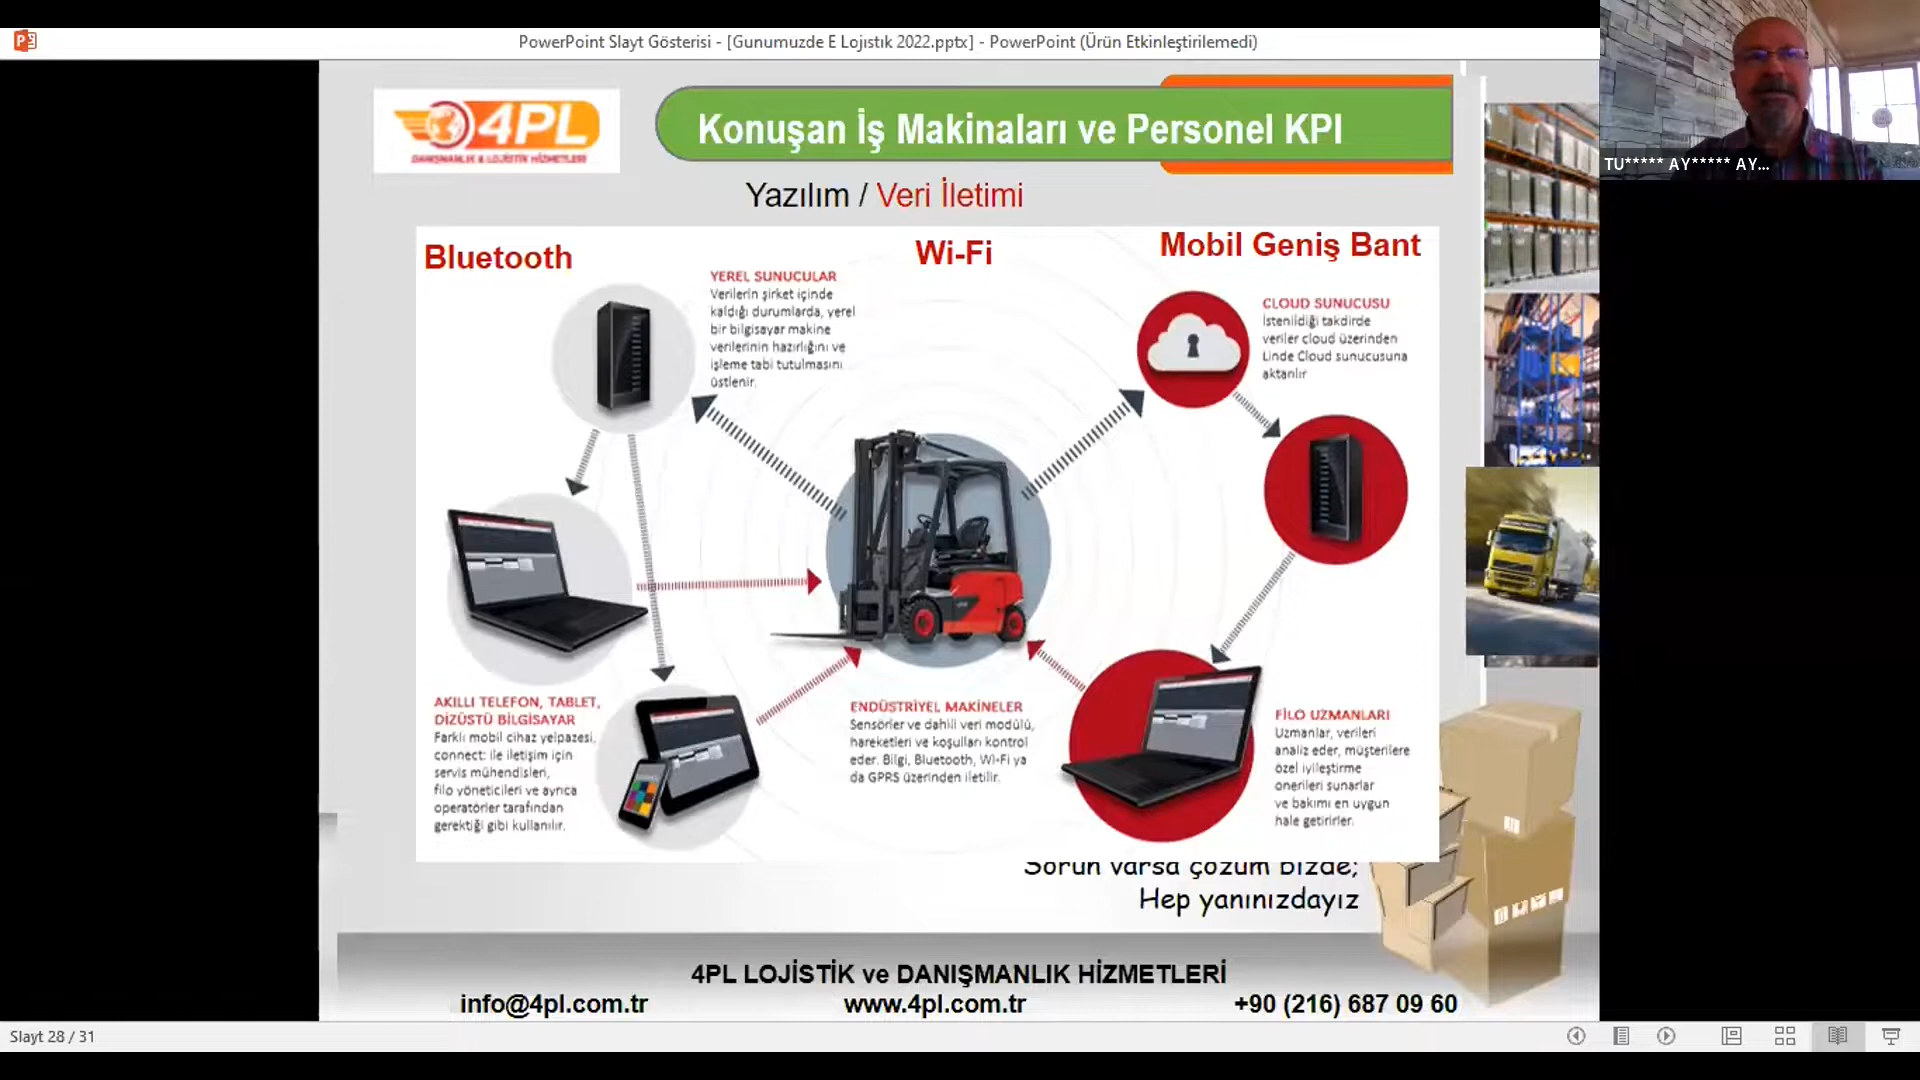 PowerPoint Slayt Gösterisi - [Gunumuzde E Lojıstık 2022.pptx] - PowerPoint (Ürün Etkinleştirilemedi)
4PL
DANIŞMANLIK & LOJİSTİK HİZMETLERİ
Konuşan İş Makinaları ve Personel KPI
TU***** AY***** AY...
Yazılım / Veri İletimi
Bluetooth
Wi-Fi
Mobil Geniş Bant
YEREL SUNUCULAR
Verilerin şirket içinde
kaldığı durumlarda, yerel
bir bilgisayar makine
verilerinin hazırlığını ve
işleme tabi tutulmasını
üstlenir.
CLOUD SUNUCUSU
İstenildiği takdirde
veriler cloud üzerinden
Linde Cloud sunucusuna
aktarılır
AKILLI TELEFON, TABLET,
DİZÜSTÜ BİLGİSAYAR
Farklı mobil cihaz yelpazesi,
connect: ile iletişim için
servis mühendisleri,
filo yöneticileri ve ayrıca
operatörler tarafından
gerektiği gibi kullanılır.
ENDÜSTRİYEL MAKİNELER
Sensörler ve dahili veri modülü,
hareketleri ve koşulları kontrol
eder. Bilgi, Bluetooth, Wi-Fi ya
da GPRS üzerinden iletilir.
FİLO UZMANLARI
Uzmanlar, verileri
analiz eder, müşterilere
özel iyileştirme
onerileri sunarlar
ve bakımı en uygun
hale getirirler.
Sorun varsa çözüm bizde;
Hep yanınızdayız
4PL LOJİSTİK ve DANIŞMANLIK HİZMETLERİ
info@4pl.com.tr
www.4pl.com.tr
+90 (216) 687 09 60
Slayt 28 / 31